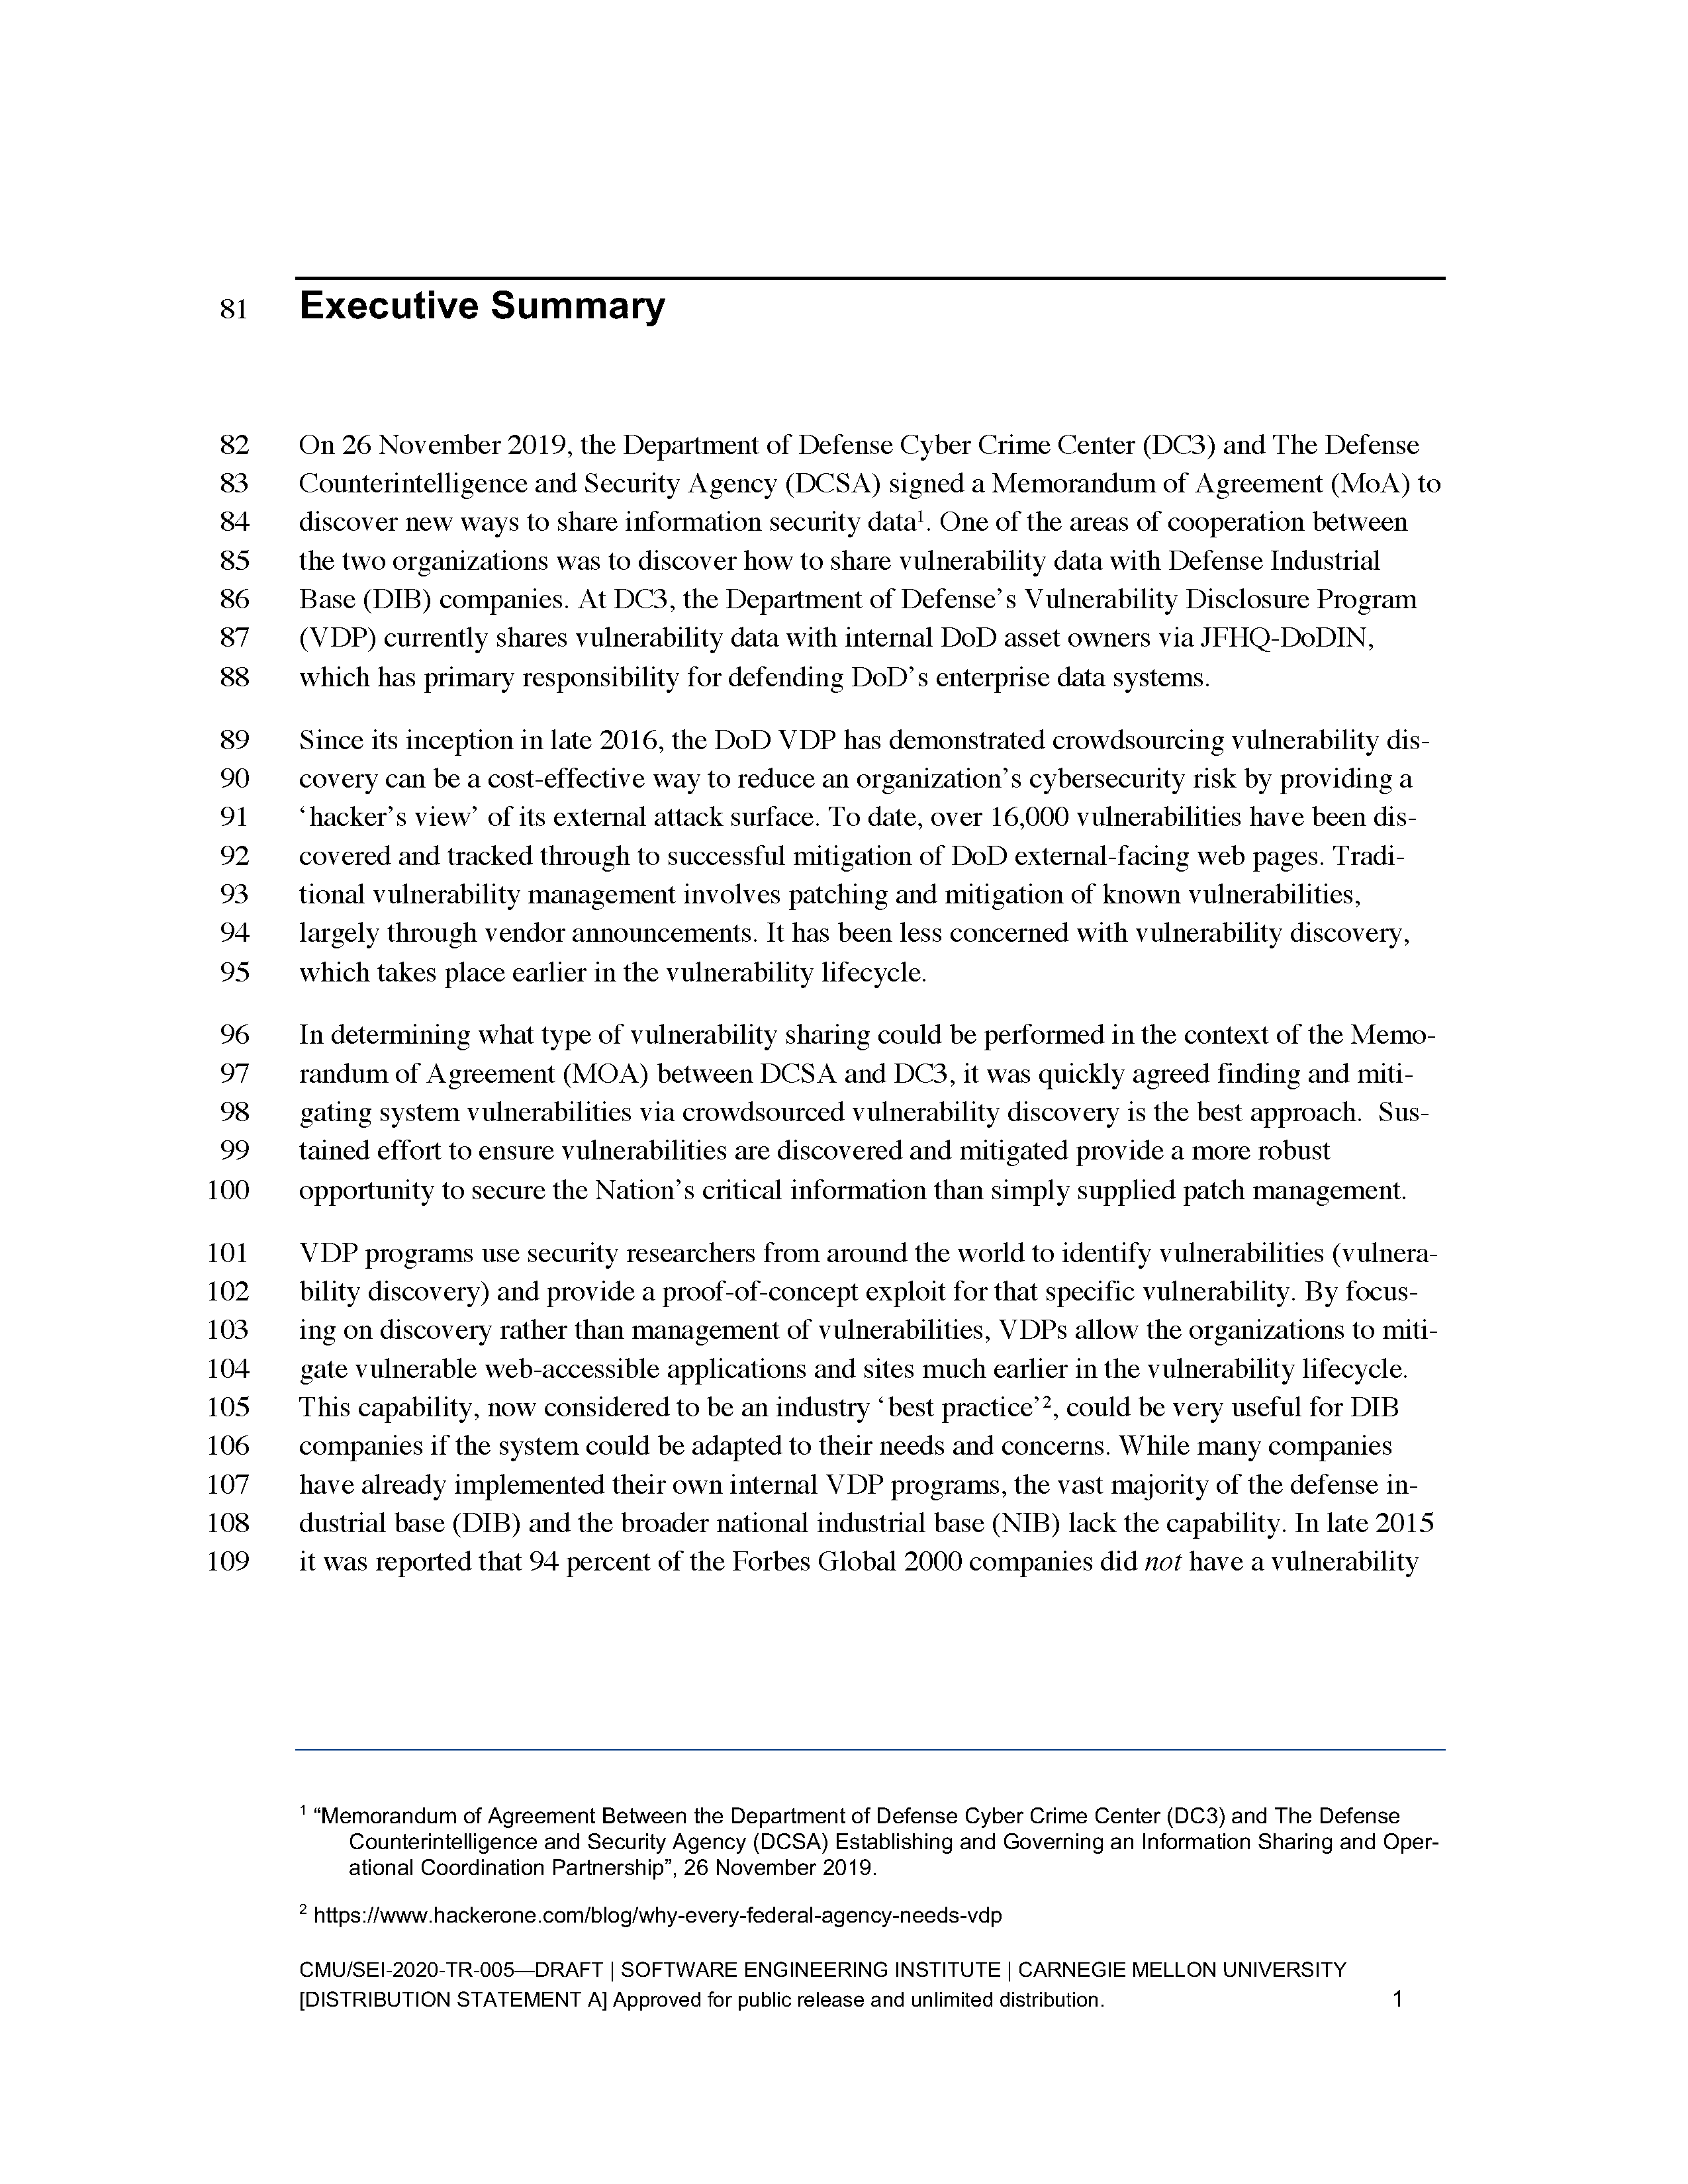 81 Executive Summary
82 On 26 November 2019, the Department of Defense Cyber Crime Center (DC3) and The Defense
83 Counterintelligence and Security Agency (DCSA) signed a Memorandum of Agreement (MoA) to
84 discover new ways to share information security data¹. One of the areas of cooperation between
85 the two organizations was to discover how to share vulnerability data with Defense Industrial
86 Base (DIB) companies. At DC3, the Department of Defense’s Vulnerability Disclosure Program
87 (VDP) currently shares vulnerability data with internal DoD asset owners via JFHQ-DoDIN,
88 which has primary responsibility for defending DoD’s enterprise data systems.
89 Since its inception in late 2016, the DoD VDP has demonstrated crowdsourcing vulnerability dis-
90 covery can be a cost-effective way to reduce an organization’s cybersecurity risk by providing a
91 ‘hacker’s view’ of its external attack surface. To date, over 16,000 vulnerabilities have been dis-
92 covered and tracked through to successful mitigation of DoD external-facing web pages. Tradi-
93 tional vulnerability management involves patching and mitigation of known vulnerabilities,
94 largely through vendor announcements. It has been less concerned with vulnerability discovery,
95 which takes place earlier in the vulnerability lifecycle.
96 In determining what type of vulnerability sharing could be performed in the context of the Memo-
97 randum of Agreement (MOA) between DCSA and DC3, it was quickly agreed finding and miti-
98 gating system vulnerabilities via crowdsourced vulnerability discovery is the best approach.  Sus-
99 tained effort to ensure vulnerabilities are discovered and mitigated provide a more robust
100 opportunity to secure the Nation’s critical information than simply supplied patch management.
101 VDP programs use security researchers from around the world to identify vulnerabilities (vulnera-
102 bility discovery) and provide a proof-of-concept exploit for that specific vulnerability. By focus-
103 ing on discovery rather than management of vulnerabilities, VDPs allow the organizations to miti-
104 gate vulnerable web-accessible applications and sites much earlier in the vulnerability lifecycle.
105 This capability, now considered to be an industry ‘best practice’², could be very useful for DIB
106 companies if the system could be adapted to their needs and concerns. While many companies
107 have already implemented their own internal VDP programs, the vast majority of the defense in-
108 dustrial base (DIB) and the broader national industrial base (NIB) lack the capability. In late 2015
109 it was reported that 94 percent of the Forbes Global 2000 companies did not have a vulnerability
¹ “Memorandum of Agreement Between the Department of Defense Cyber Crime Center (DC3) and The Defense
Counterintelligence and Security Agency (DCSA) Establishing and Governing an Information Sharing and Oper-
ational Coordination Partnership”, 26 November 2019.
² https://www.hackerone.com/blog/why-every-federal-agency-needs-vdp
CMU/SEI-2020-TR-005—DRAFT | SOFTWARE ENGINEERING INSTITUTE | CARNEGIE MELLON UNIVERSITY
[DISTRIBUTION STATEMENT A] Approved for public release and unlimited distribution. 1